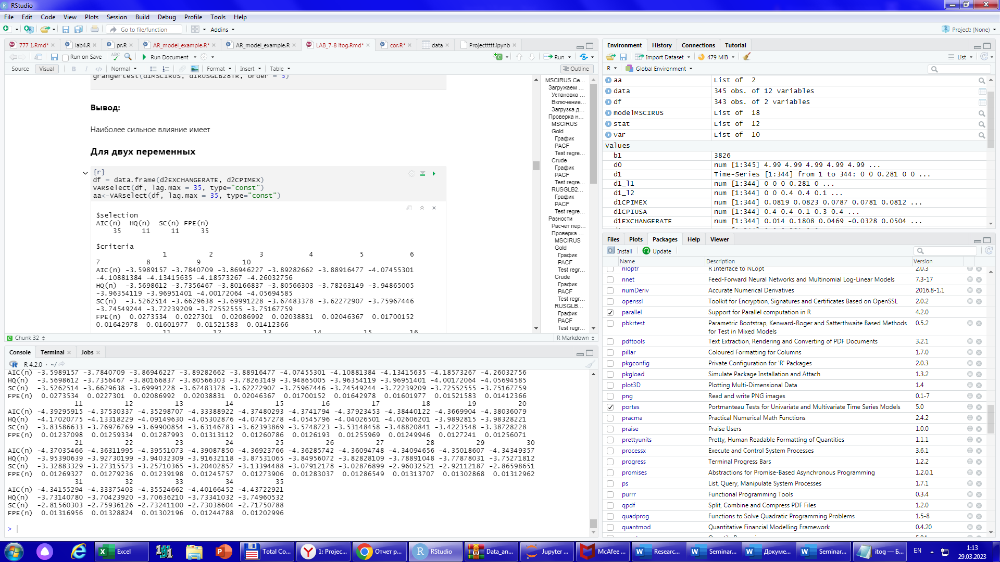 RStudio
File Edit Code View Plots Session Build Debug Profile Tools Help
Go to file/function Addins Project: (None)
777 1.Rmd* lab4.R pr.R AR_model_example.R* AR_model_example.R LAB_7-8 itog.Rmd* cor.R* data Projecttttt.ipynb
Run on Save ABC Run Document Run
Source Visual B I Normal Format Insert Table Outline
grangertest(d1MSCIRUS, d1RUSGLB28TR, order = 5)
Вывод:
Наиболее сильное влияние имеет
Для двух переменных
{r}
df = data.frame(d2EXCHANGERATE, d2CPIMEX)
VARselect(df, lag.max = 35, type="const")
aa<-VARselect(df, lag.max = 35, type="const")
$selection
AIC(n) HQ(n) SC(n) FPE(n)
35 11 11 35
$criteria
1 2 3 4 5 6
7 8 9 10
AIC(n) -3.5989157 -3.7840709 -3.86946227 -3.89282662 -3.88916477 -4.07455301
-4.10881384 -4.13415635 -4.18573267 -4.26032756
HQ(n) -3.5698612 -3.7356467 -3.80166837 -3.80566303 -3.78263149 -3.94865005
-3.96354119 -3.96951401 -4.00172064 -4.05694585
SC(n) -3.5262514 -3.6629638 -3.69991228 -3.67483378 -3.62272907 -3.75967446
-3.74549244 -3.72239209 -3.72552555 -3.75167759
FPE(n) 0.0273534 0.0227301 0.02086992 0.02038831 0.02046367 0.01700152
0.01642978 0.01601977 0.01521583 0.01412366
11 12 13 14 15 16
MSCIRUS Ce...
Загружаем ...
Установка ...
Включение...
Загрузка д...
Проверка н...
MSCIRUS
Gold
График
PACF
Test regre...
Crude
График
PACF
Test regre...
RUSGLB2...
График
PACF
Test regre...
Разности
Расчет пер...
Проверка ...
MSCIRUS
Gold
График
PACF
Test regr...
Crude
График
PACF
Test regr...
RUSGLB...
График
PACF
Test regr...
Chunk 32 R Markdown
Console Terminal Jobs
R 4.2.0 · ~/
AIC(n) -3.5989157 -3.7840709 -3.86946227 -3.89282662 -3.88916477 -4.07455301 -4.10881384 -4.13415635 -4.18573267 -4.26032756
HQ(n) -3.5698612 -3.7356467 -3.80166837 -3.80566303 -3.78263149 -3.94865005 -3.96354119 -3.96951401 -4.00172064 -4.05694585
SC(n) -3.5262514 -3.6629638 -3.69991228 -3.67483378 -3.62272907 -3.75967446 -3.74549244 -3.72239209 -3.72552555 -3.75167759
FPE(n) 0.0273534 0.0227301 0.02086992 0.02038831 0.02046367 0.01700152 0.01642978 0.01601977 0.01521583 0.01412366
11 12 13 14 15 16 17 18 19 20
AIC(n) -4.39295915 -4.37530337 -4.35298707 -4.33388922 -4.37480293 -4.3741794 -4.37923453 -4.38440122 -4.3669904 -4.38036079
HQ(n) -4.17020775 -4.13318229 -4.09149630 -4.05302876 -4.07457278 -4.0545796 -4.04026501 -4.02606201 -3.9892815 -3.98328221
SC(n) -3.83586633 -3.76976769 -3.69900854 -3.63146783 -3.62393869 -3.5748723 -3.53148458 -3.48820841 -3.4223548 -3.38728228
FPE(n) 0.01237098 0.01259334 0.01287993 0.01313112 0.01260786 0.0126193 0.01255969 0.01249946 0.0127241 0.01256071
21 22 23 24 25 26 27 28 29 30
AIC(n) -4.37035466 -4.36311995 -4.39551073 -4.39087850 -4.36923766 -4.36285742 -4.36094748 -4.34094656 -4.35018607 -4.34349357
HQ(n) -3.95390639 -3.92730199 -3.94032309 -3.91632118 -3.87531065 -3.84956072 -3.82828109 -3.78891048 -3.77878031 -3.75271812
SC(n) -3.32883329 -3.27315573 -3.25710365 -3.20402857 -3.13394488 -3.02876899 -2.96032521 -2.92112187 -2.86598651
FPE(n) 0.01269327 0.01279236 0.01239198 0.01245757 0.01273906 0.01283037 0.01286549 0.01313707 0.01302868 0.01312962
31 32 33 34 35
AIC(n) -4.34155294 -4.33375403 -4.35524662 -4.40166452 -4.43722921
HQ(n) -3.73140780 -3.70423920 -3.70636210 -3.73341032 -3.74960532
SC(n) -2.81560303 -2.75936126 -2.73241100 -2.73038604 -2.71750788
FPE(n) 0.01316956 0.01328824 0.01302196 0.01244788 0.01202996
>
Environment History Connections Tutorial
Import Dataset 479 MiB List
R Global Environment
aa List of 2
data 345 obs. of 12 variables
df 343 obs. of 2 variables
modelMSCIRUS List of 18
stat List of 12
var List of 10
Values
b1 3826
d0 num [1:345] 4.99 4.99 4.99 4.99 4.99 ...
d1 Time-Series [1:344] from 1 to 344: 0 0 0.281 0 0 ...
d1_l1 num [1:344] 0 0 0 0.281 0 ...
d1_l2 num [1:344] 0 0 0.4 0.4 0.1 ...
d1CPIMEX num [1:344] 0.0819 0.0823 0.0787 0.0781 0.0812 ...
d1CPIUSA num [1:344] 0.4 0.4 0.1 0.3 0.4 ...
d1EXCHANGERATE num [1:344] 0.014 0.1808 0.0469 -0.0328 0.0504 ...
Files Plots Packages Help Viewer
Install Update
Name Description Version
nloptr R Interface to NLopt 2.0.3
nnet Feed-Forward Neural Networks and Multinomial Log-Linear Models 7.3-17
numDeriv Accurate Numerical Derivatives 2016.8-1.1
openssl Toolkit for Encryption, Signatures and Certificates Based on OpenSSL 2.0.2
parallel Support for Parallel computation in R 4.2.0
pbkrtest Parametric Bootstrap, Kenward-Roger and Satterthwaite Based Methods 0.5.2
for Test in Mixed Models
pdftools Text Extraction, Rendering and Converting of PDF Documents 3.2.1
pillar Coloured Formatting for Columns 1.7.0
pkgconfig Private Configuration for 'R' Packages 2.0.3
pkgload Simulate Package Installation and Attach 1.3.2
plot3D Plotting Multi-Dimensional Data 1.4
png Read and write PNG images 0.1-7
portes Portmanteau Tests for Univariate and Multivariate Time Series Models 5.0
pracma Practical Numerical Math Functions 2.4.2
praise Praise Users 1.0.0
prettyunits Pretty, Human Readable Formatting of Quantities 1.1.1
processx Execute and Control System Processes 3.6.1
progress Terminal Progress Bars 1.2.2
promises Abstractions for Promise-Based Asynchronous Programming 1.2.0.1
ps List, Query, Manipulate System Processes 1.7.1
purrr Functional Programming Tools 0.3.4
qpdf Split, Combine and Compress PDF Files 1.2.0
quadprog Functions to Solve Quadratic Programming Problems 1.5-8
quantmod Quantitative Financial Modelling Framework 0.4.20
Excel Total Co... 1: Projec... Отчет р... RStudio Data_an... Jupyter ... McAfee ... Researc... Seminar... Докуме... Seminar... itog — Б... EN 1:13
29.03.2023